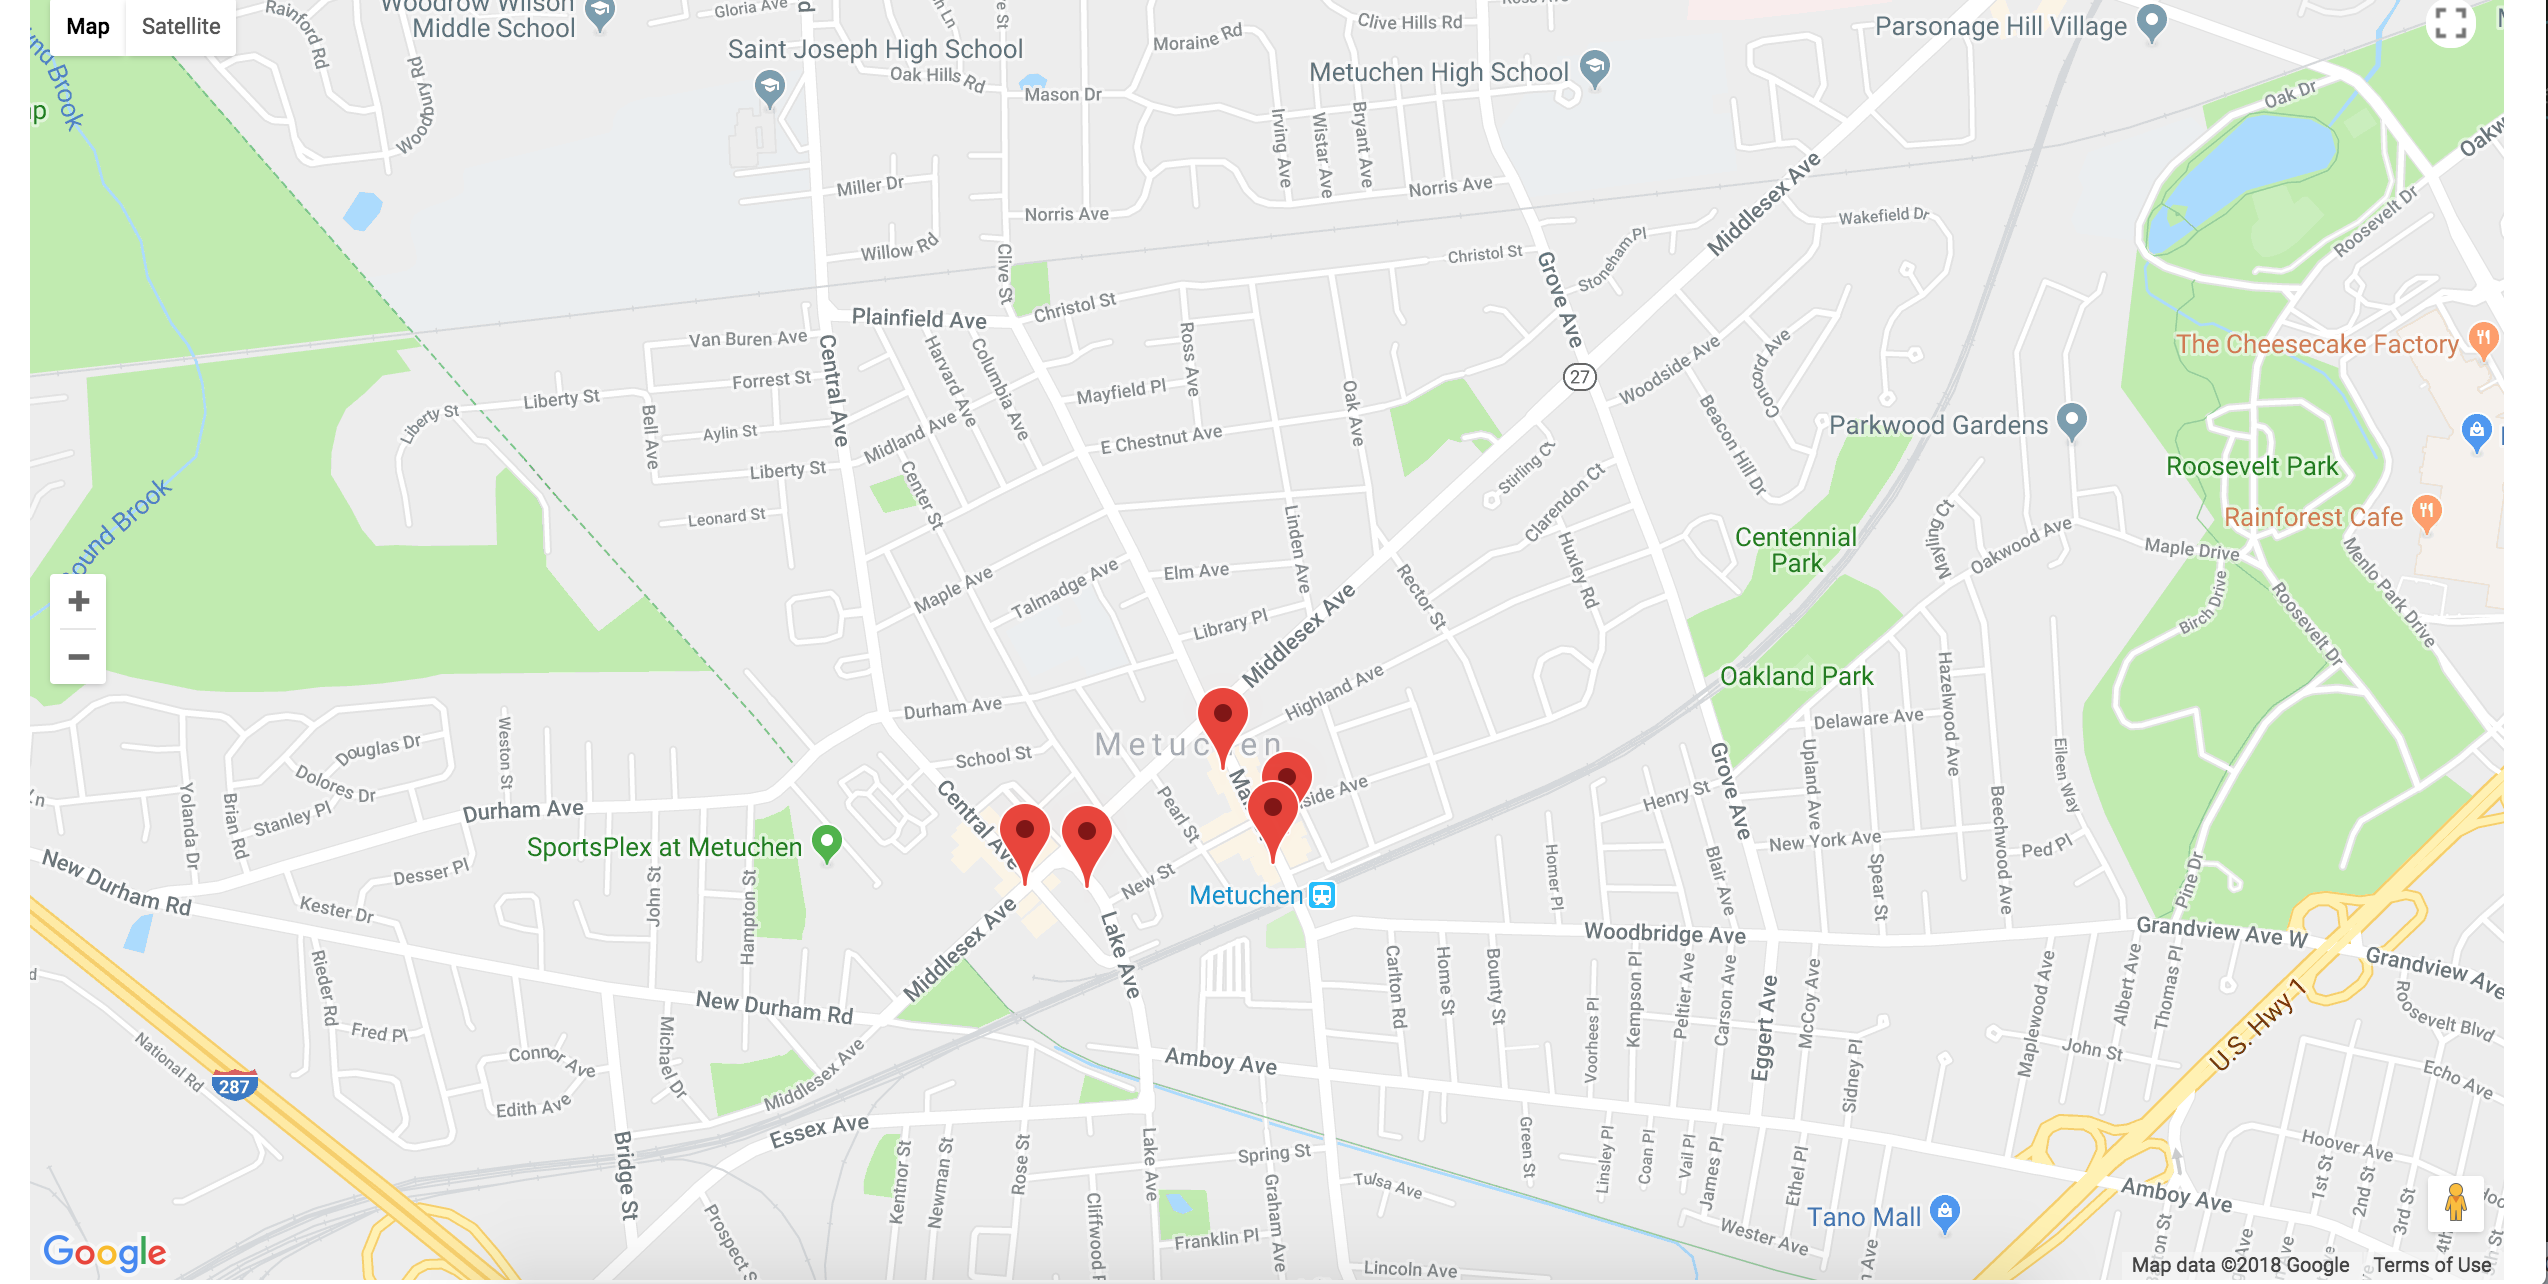 Map
Satellite
Rainford Rd
Woodbury Rd
Woodrow Wilson
Middle School
Gloria Ave
Saint Joseph High School
Oak Hills Rd
Mason Dr
Moraine Rd
Clive Hills Rd
Metuchen High School
Parsonage Hill Village
Irving Ave
Wistar Ave
Bryant Ave
Miller Dr
Norris Ave
Norris Ave
Willow Rd
Clive St
Christol St
Christol St
Stoneham Pl
Middlesex Ave
Wakefield Dr
Oak Dr
Roosevelt Dr
Grove Ave
Plainfield Ave
Van Buren Ave
Central Ave
Forrest St
Harvard Ave
Columbia Ave
Ross Ave
Mayfield Pl
Oak Ave
27
Woodside Ave
Concord Ave
Beacon Hill Dr
The Cheesecake Factory
Liberty St
Liberty St
Bell Ave
Aylin St
Midland Ave
Liberty St
Center St
E Chestnut Ave
Stirling Ct
Clarendon Ct
Parkwood Gardens
Roosevelt Park
Rainforest Cafe
Leonard St
Linden Ave
Huxley Rd
Centennial
Park
Mayling Ct
Oakwood Ave
Maple Drive
Menlo Park Drive
Birch Drive
Roosevelt Dr
Maple Ave
Talmadge Ave
Elm Ave
Library Pl
Rector St
Middlesex Ave
Highland Ave
Oakland Park
Hazelwood Ave
Delaware Ave
Durham Ave
School St
Metuchen
Weston St
Douglas Dr
Dolores Dr
Stanley Pl
Yolanda Dr
Brian Rd
Durham Ave
Central Ave
Pearl St
Henry St
Grove Ave
Upland Ave
Eileen Way
Beechwood Ave
SportsPlex at Metuchen
New Durham Rd
Desser Pl
Kester Dr
John St
Hampton St
New St
Metuchen
Homer Pl
Blair Ave
New York Ave
Spear St
Ped Pl
Pine Dr
Middlesex Ave
Lake Ave
Woodbridge Ave
Grandview Ave W
Grandview Ave
Rieder Rd
Fred Pl
New Durham Rd
Michael Dr
Connor Ave
Edith Ave
National Rd
287
Middlesex Ave
Essex Ave
Bridge St
Amboy Ave
Carlton Rd
Home St
Bounty St
Voorhees Pl
Kempson Pl
Peltier Ave
Carson Ave
Eggert Ave
McCoy Ave
Sidney Pl
Maplewood Ave
Albert Ave
Thomas Pl
John St
U.S. Hwy 1
Roosevelt Blvd
Echo Ave
Hoover Ave
1st St
2nd St
3rd St
Kentnor St
Newman St
Rose St
Lake Ave
Spring St
Graham Ave
Tulsa Ave
Franklin Pl
Lincoln Ave
Green St
Linsley Pl
Coan Pl
Vail Pl
James Pl
Ethel Pl
Wester Ave
Tano Mall
Amboy Ave
Google
Map data ©2018 Google
Terms of Use